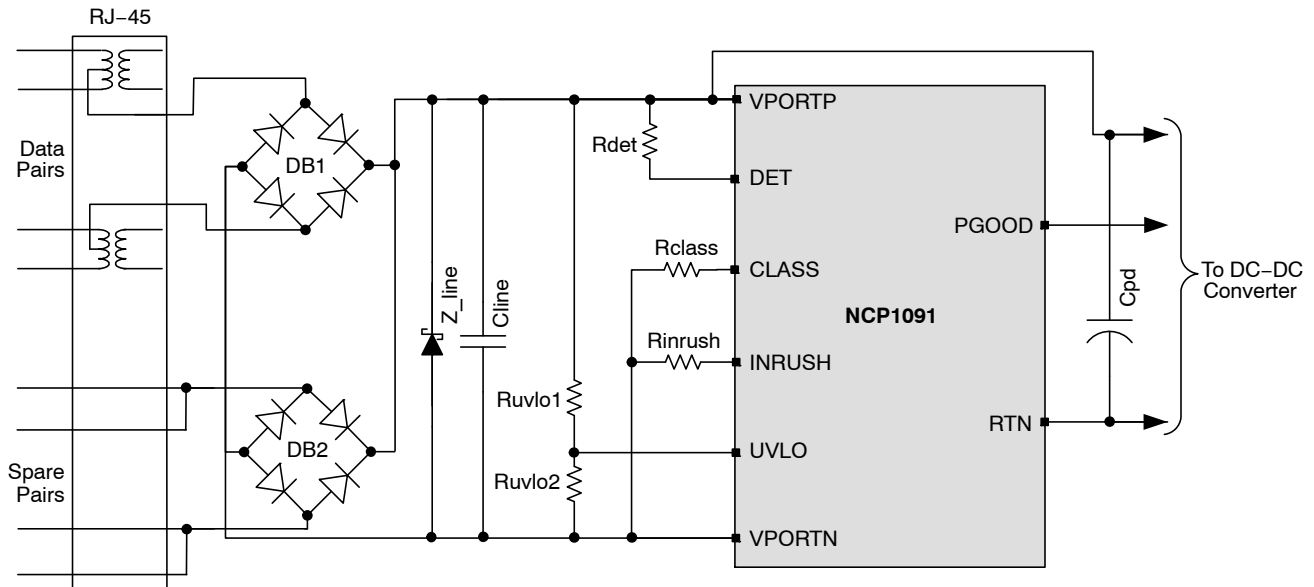 RJ−45
Data
Pairs
DB1
Spare
Pairs
DB2
Z_line
Cline
Ruvlo1
Ruvlo2
Rdet
Rclass
Rinrush
VPORTP
DET
CLASS
INRUSH
UVLO
VPORTN
NCP1091
PGOOD
RTN
Cpd
To DC−DC
Converter